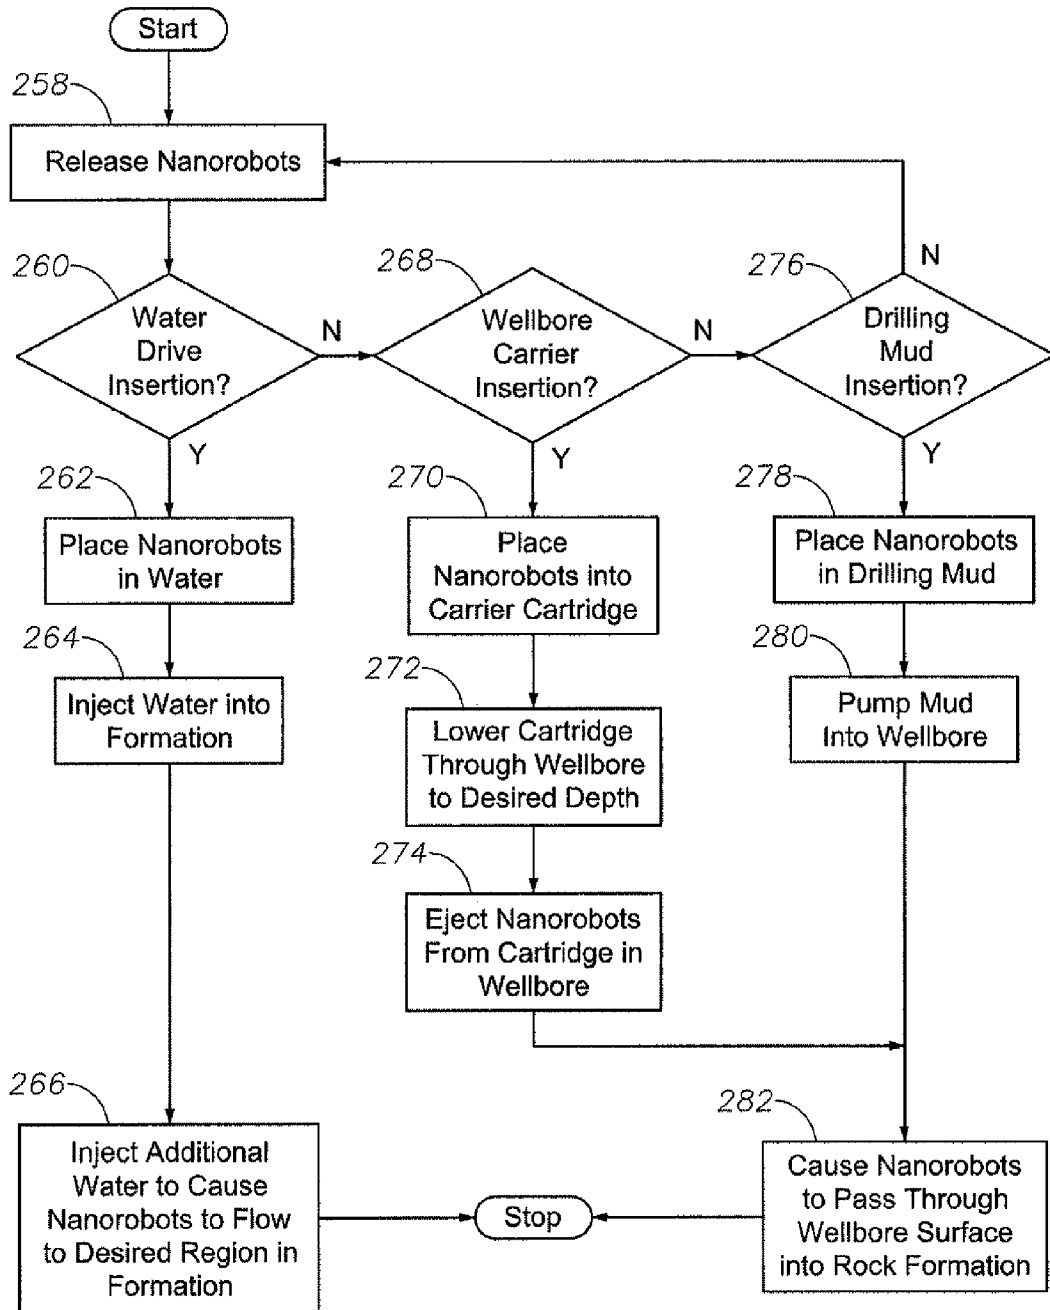 Start
258
Release Nanorobots
260
Water
Drive
Insertion?
N
Y
268
Wellbore
Carrier
Insertion?
N
Y
276
Drilling
Mud
Insertion?
N
Y
262
Place Nanorobots
in Water
270
Place
Nanorobots into
Carrier Cartridge
278
Place Nanorobots
in Drilling Mud
264
Inject Water into
Formation
272
Lower Cartridge
Through Wellbore
to Desired Depth
280
Pump Mud
Into Wellbore
274
Eject Nanorobots
From Cartridge in
Wellbore
266
Inject Additional
Water to Cause
Nanorobots to Flow
to Desired Region in
Formation
Stop
282
Cause Nanorobots
to Pass Through
Wellbore Surface
into Rock Formation